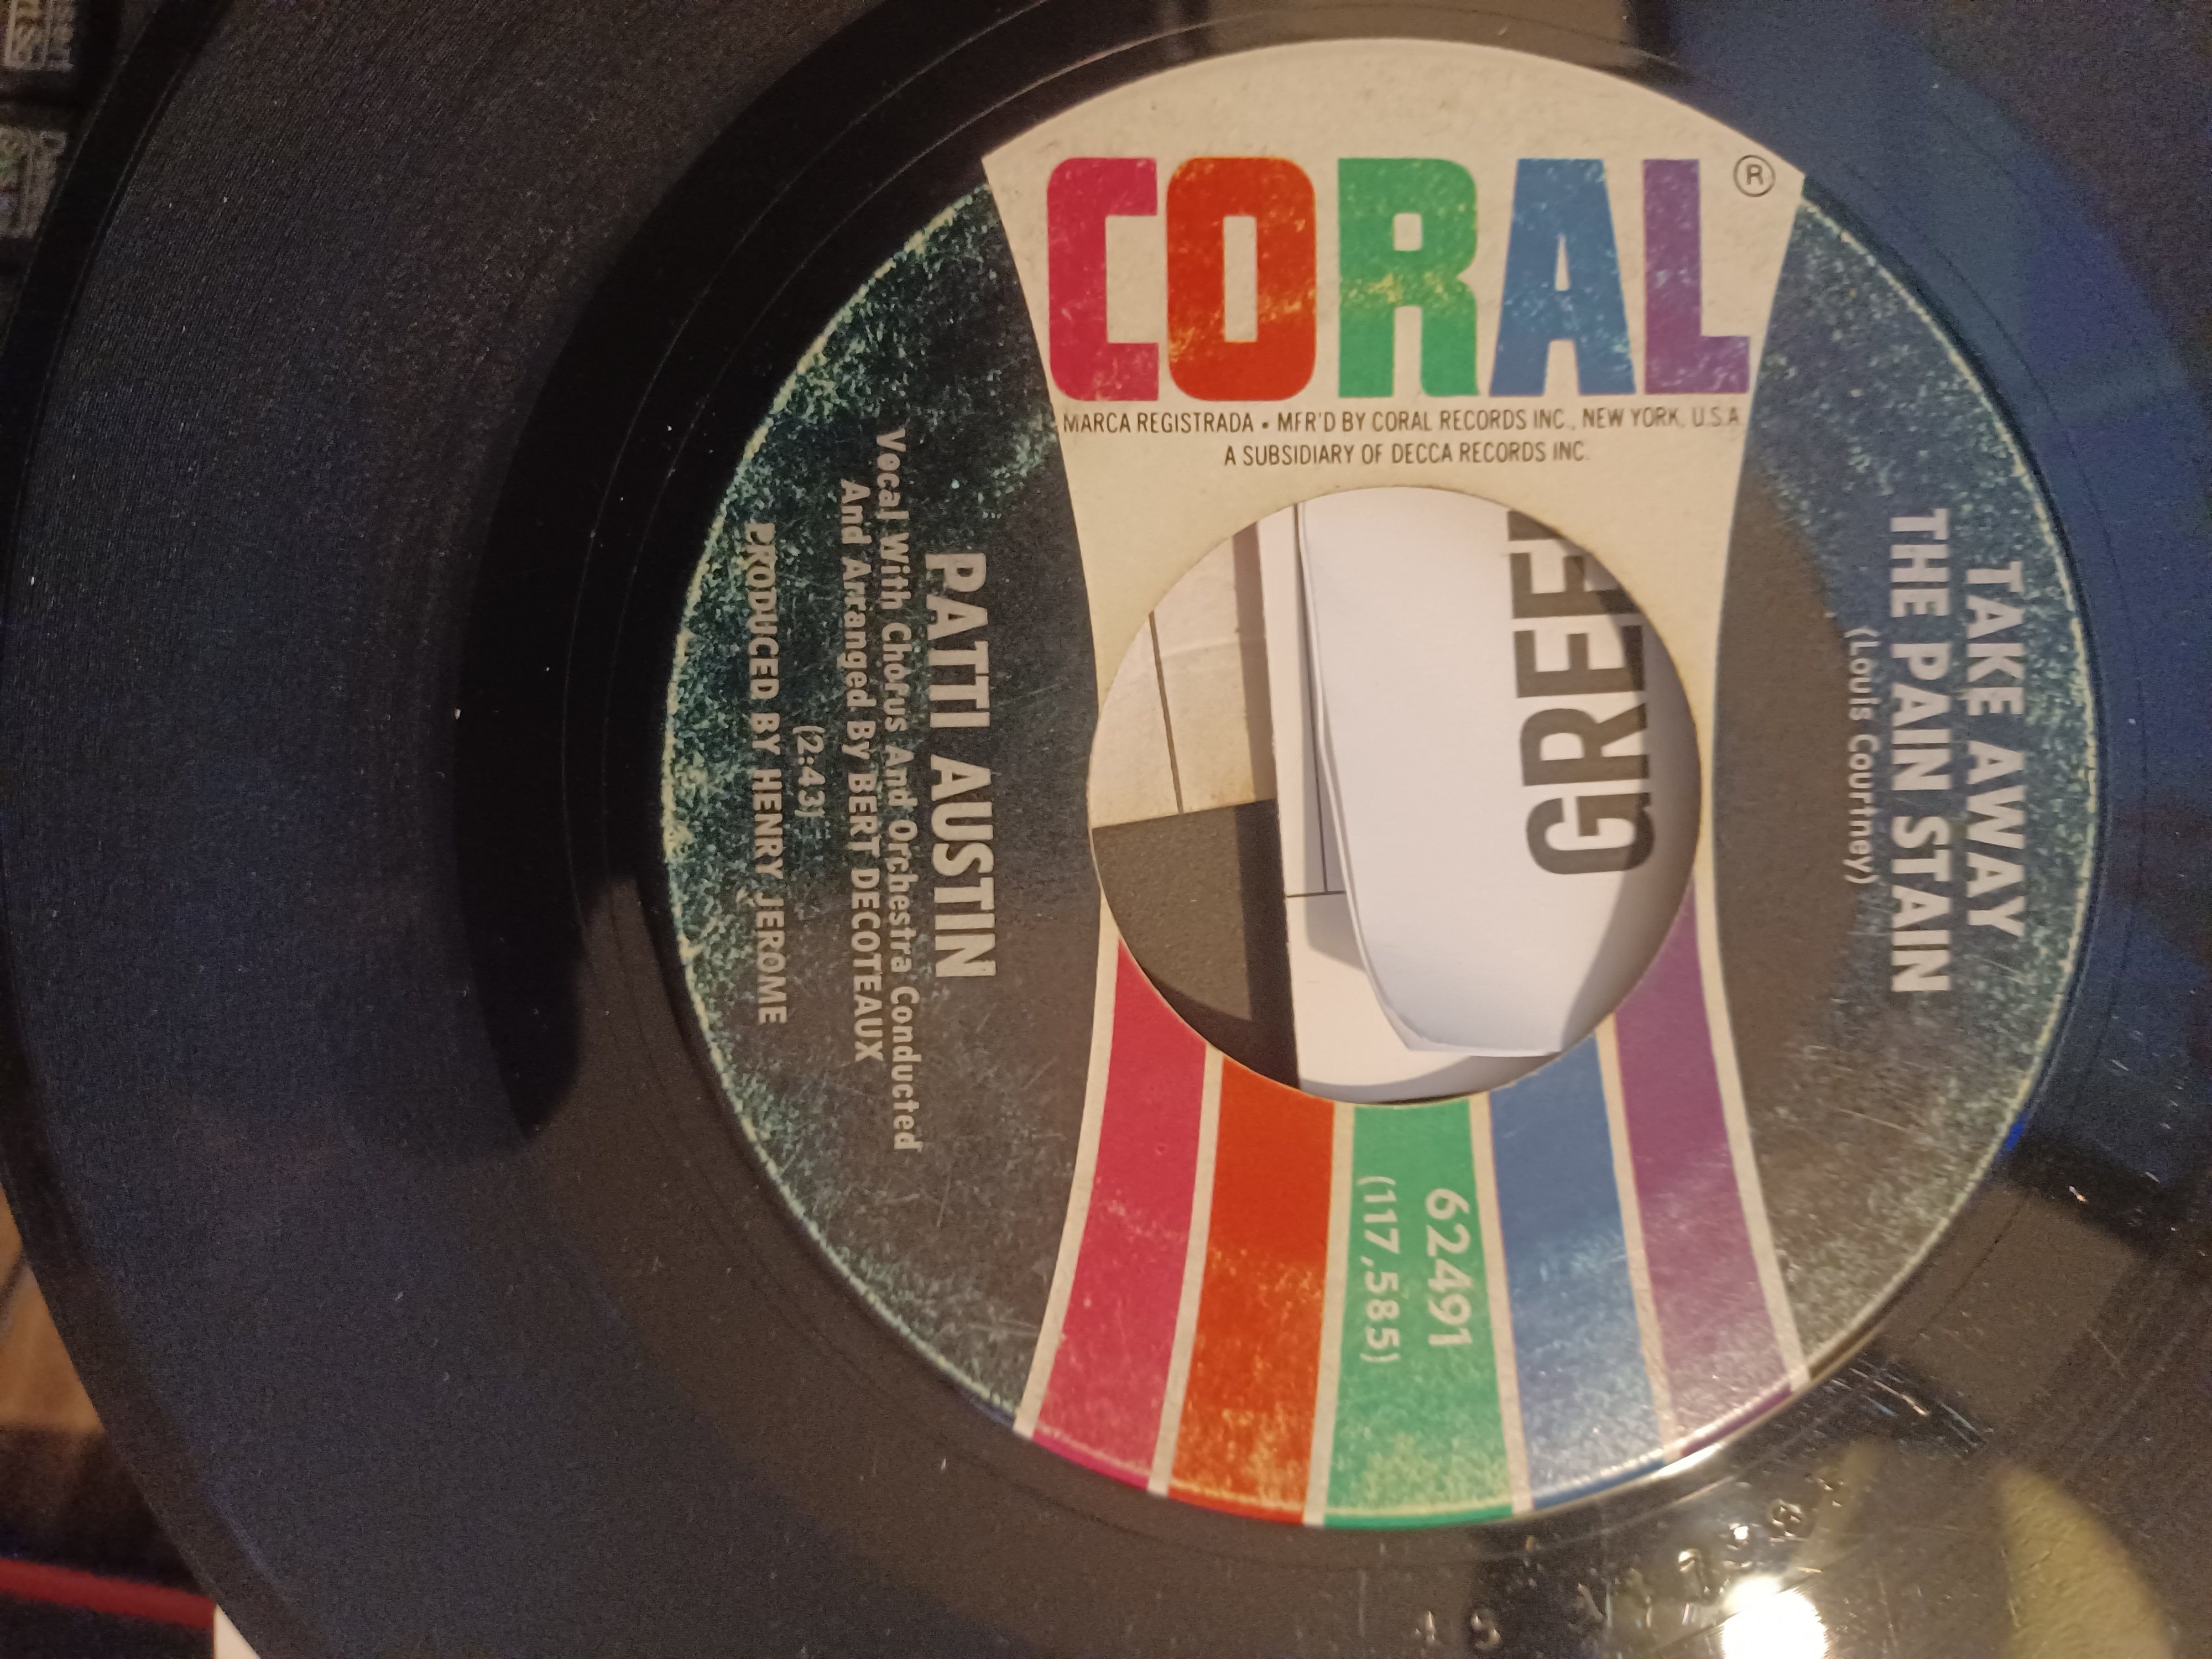 CORAL ®
MARCA REGISTRADA • MFR'D BY CORAL RECORDS INC., NEW YORK, U.S.A.
A SUBSIDIARY OF DECCA RECORDS INC.
TAKE AWAY
THE PAIN STAIN
(Louis Courtney)
62491
(117,585)
PATTI AUSTIN
Vocal With Chorus And Orchestra Conducted
And Arranged By BERT DECOTEAUX
(2:43)
PRODUCED BY HENRY JEROME
45